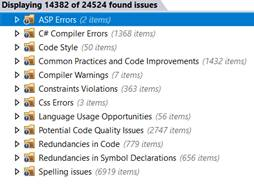 Displaying 14382 of 24524 found issues
ASP Errors (2 items)
C# Compiler Errors (1368 items)
Code Style (50 items)
Common Practices and Code Improvements (1432 items)
Compiler Warnings (7 items)
Constraints Violations (363 items)
Css Errors (3 items)
Language Usage Opportunities (56 items)
Potential Code Quality Issues (2747 items)
Redundancies in Code (779 items)
Redundancies in Symbol Declarations (656 items)
Spelling issues (6919 items)